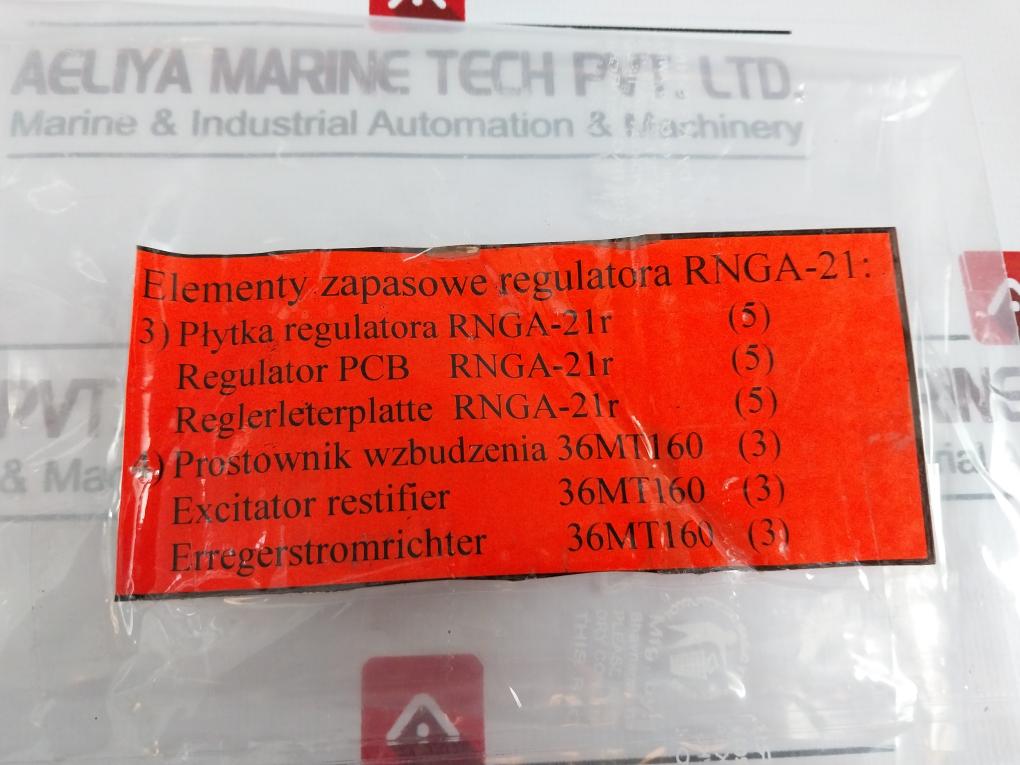 AELIYA MARINE TECH PVT LTD.
Marine & Industrial Automation & Machinery
Elementy zapasowe regulatora RNGA-21:
3) Płytka regulatora RNGA-21r (5)
Regulator PCB RNGA-21r (5)
Reglerleterplatte RNGA-21r (5)
4) Prostownik wzbudzenia 36MT160 (3)
Excitator restifier 36MT160 (3)
Erregerstromrichter 36MT160 (3)
PVT